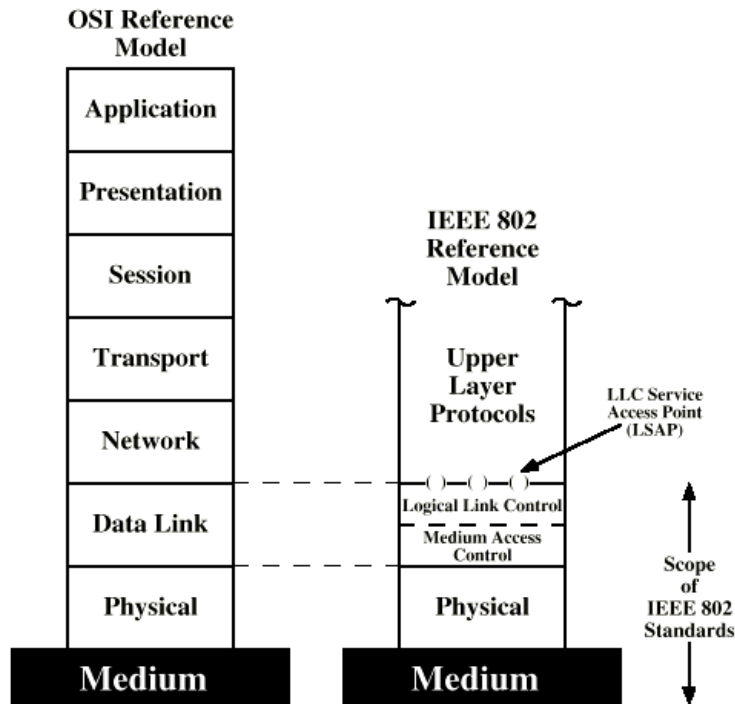 OSI Reference
Model
Application
Presentation
Session
Transport
Network
Data Link
Physical
Medium
IEEE 802
Reference
Model
Upper
Layer
Protocols
LLC Service
Access Point
(LSAP)
Logical Link Control
Medium Access
Control
Physical
Medium
Scope
of
IEEE 802
Standards